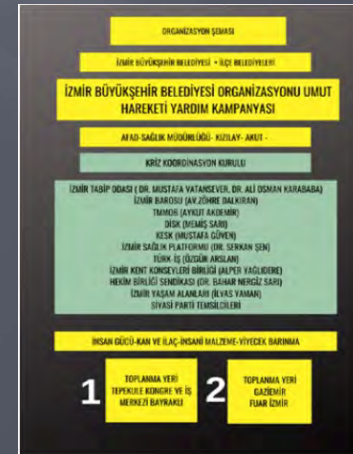 ORGANİZASYON ŞEMASI
İZMİR BÜYÜKŞEHİR BELEDİYESİ + İLÇE BELEDİYELERİ
İZMİR BÜYÜKŞEHİR BELEDİYESİ ORGANİZASYONU UMUT
HAREKETİ YARDIM KAMPANYASI
AFAD-SAĞLIK MÜDÜRLÜĞÜ- KIZILAY- AKUT -
KRİZ KOORDİNASYON KURULU
İZMİR TABİP ODASI ( DR. MUSTAFA VATANSEVER, DR. ALİ OSMAN KARABABA)
İZMİR BAROSU (AV.ZÖHRE DALKIRAN)
TMMOB (AYKUT AKDEMİR)
DİSK (MEMİŞ SARI)
KESK (MUSTAFA GÜVEN)
İZMİR SAĞLIK PLATFORMU (DR. SERKAN ŞEN)
TÜRK-İŞ (ÖZGÜR ARSLAN)
İZMİR KENT KONSEYLERİ BİRLİĞİ (ALPER YAĞLIDERE)
HEKİM BİRLİĞİ SENDİKASI (DR. BAHAR NERGİZ SARI)
İZMİR YAŞAM ALANLARI (İLYAS YAMAN)
SİYASİ PARTİ TEMSİLCİLERİ
İNSAN GÜCÜ-KAN VE İLAÇ-İNSANİ MALZEME-YİYECEK BARINMA
1
TOPLANMA YERİ
TEPEKULE KONGRE VE İŞ
MERKEZİ BAYRAKLI
2
TOPLANMA YERİ
GAZİEMİR
FUAR İZMİR